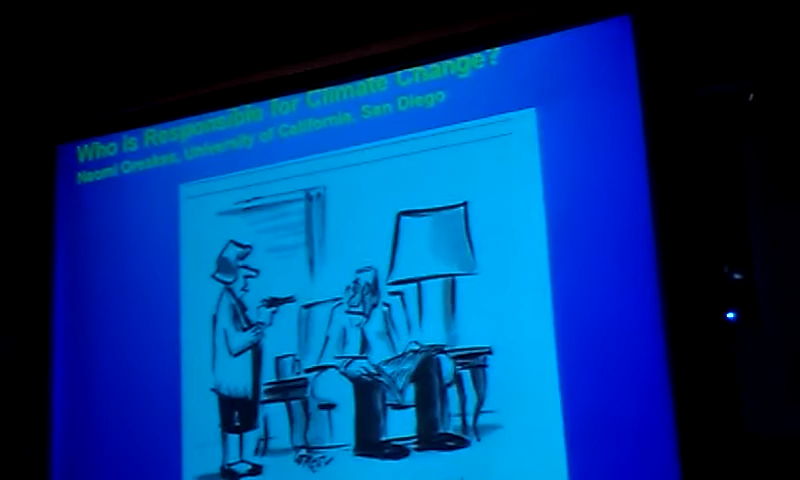 Who is Responsible for Climate Change?
Naomi Oreskes, University of California, San Diego